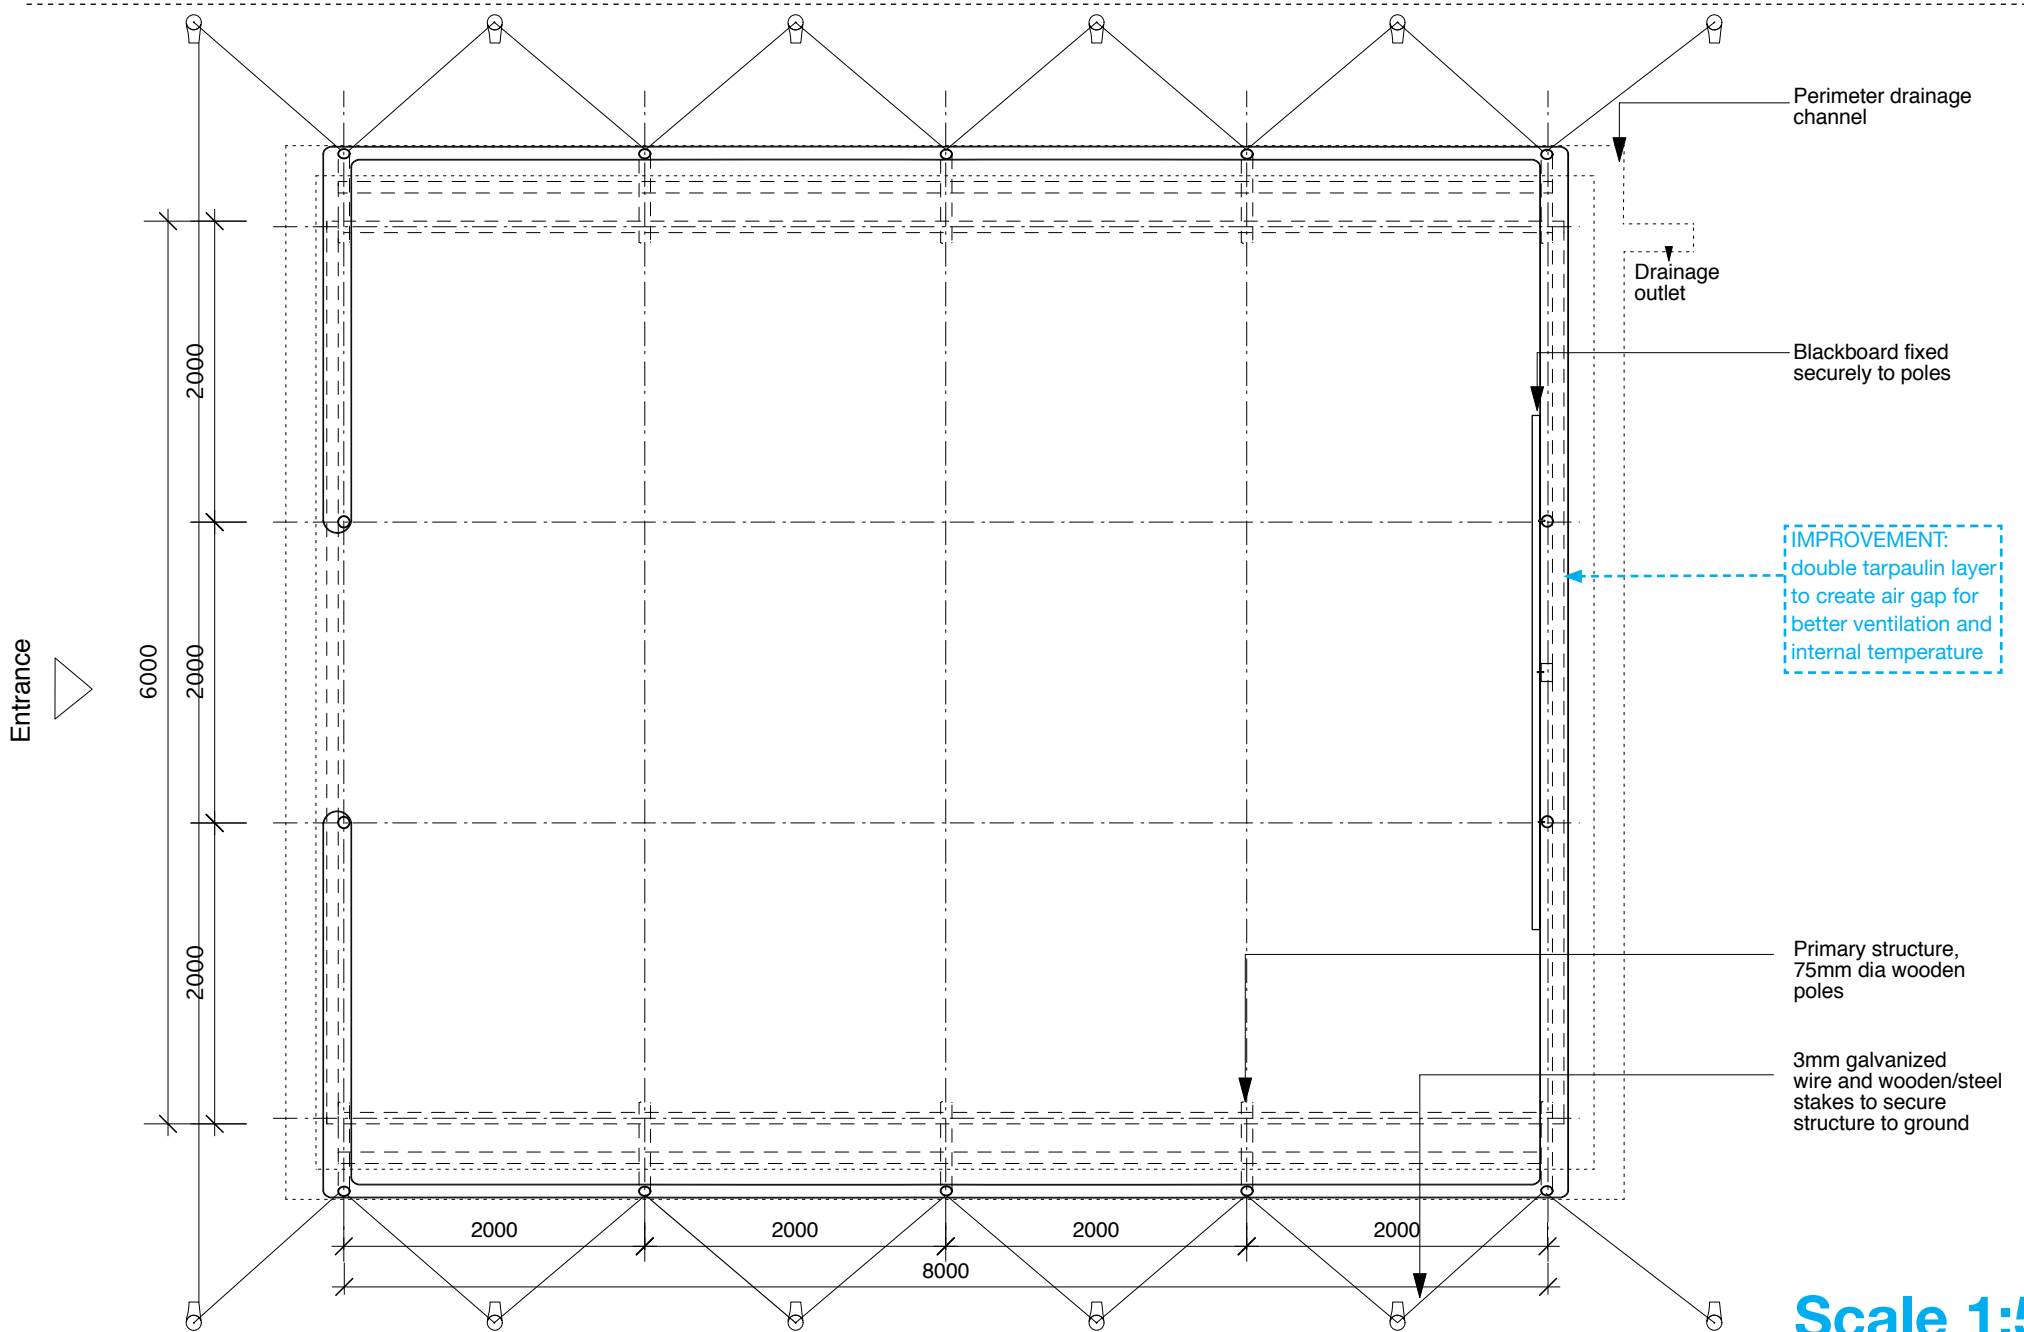 Perimeter drainage
channel
Drainage
outlet
Blackboard fixed
securely to poles
2000
IMPROVEMENT:
double tarpaulin layer
to create air gap for
better ventilation and
internal temperature
Entrance
6000
2000
2000
Primary structure,
75mm dia wooden
poles
3mm galvanized
wire and wooden/steel
stakes to secure
structure to ground
2000
2000
2000
2000
8000
Scale 1:5